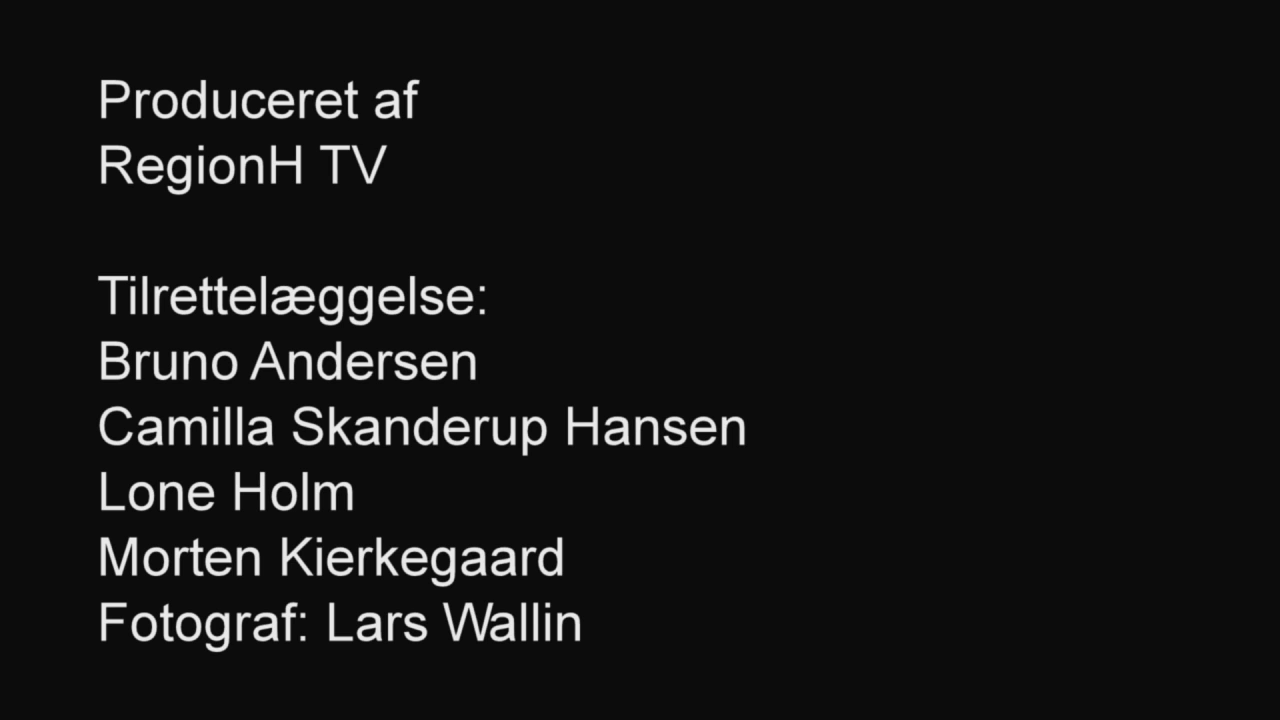 Produceret af
RegionH TV
Tilrettelæggelse:
Bruno Andersen
Camilla Skanderup Hansen
Lone Holm
Morten Kierkegaard
Fotograf: Lars Wallin